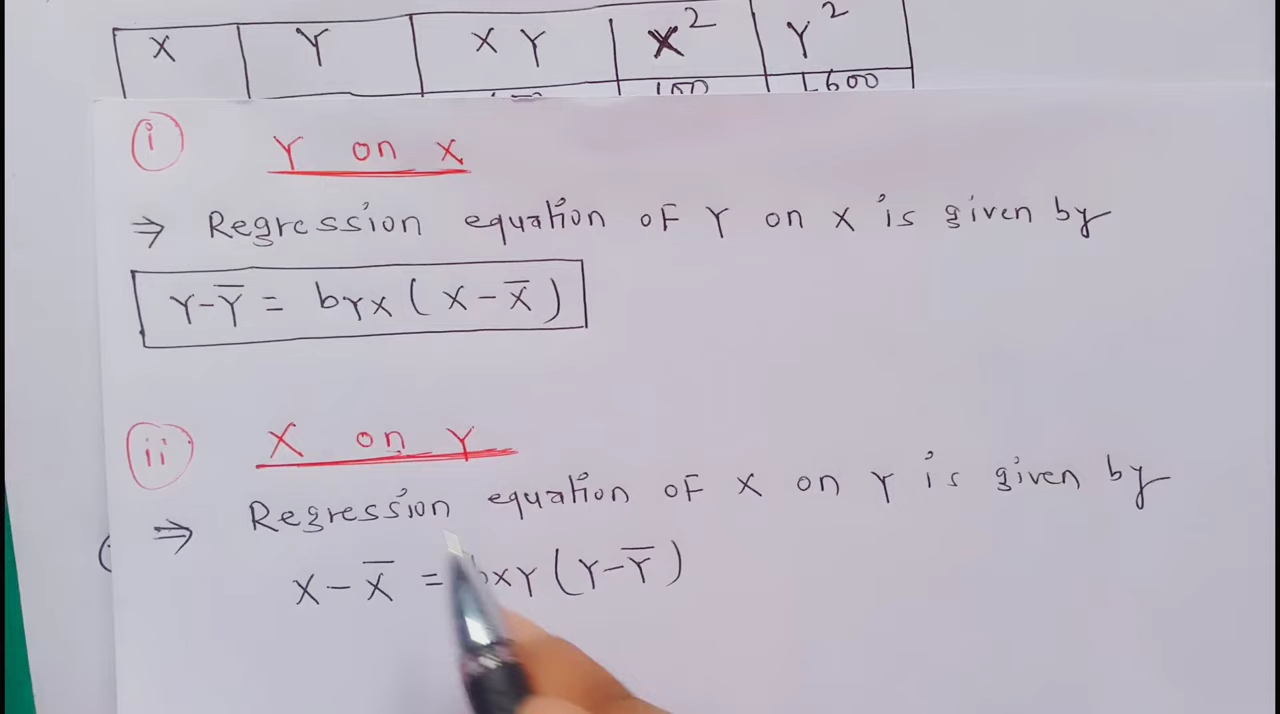 X Y XY X² Y²
100 1600
i Y on X
⇒ Regression equation of Y on X is given by
Y-Y̅ = bYX (X-X̅)
ii X on Y
⇒ Regression equation of X on Y is given by
X-X̅ = bXY (Y-Y̅)